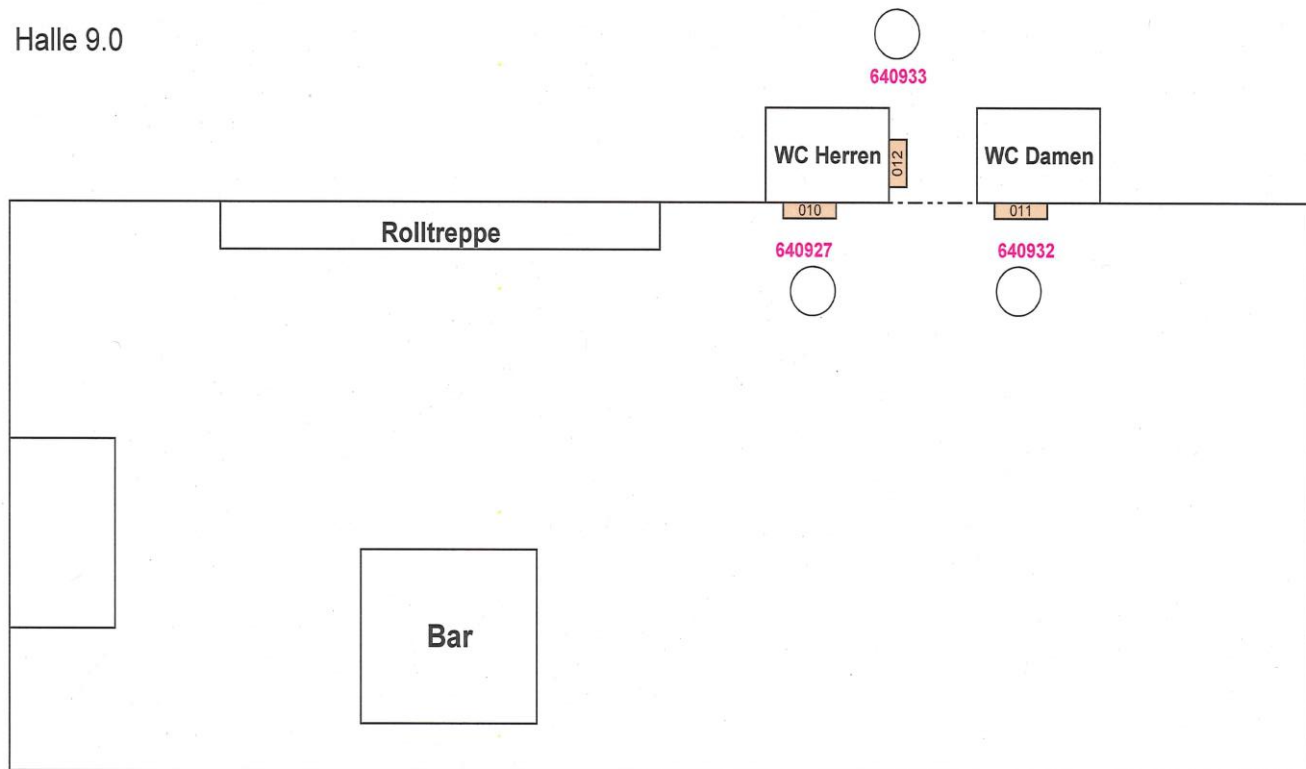 Halle 9.0
640933
WC Herren
012
WC Damen
010
011
Rolltreppe
640927
640932
Bar